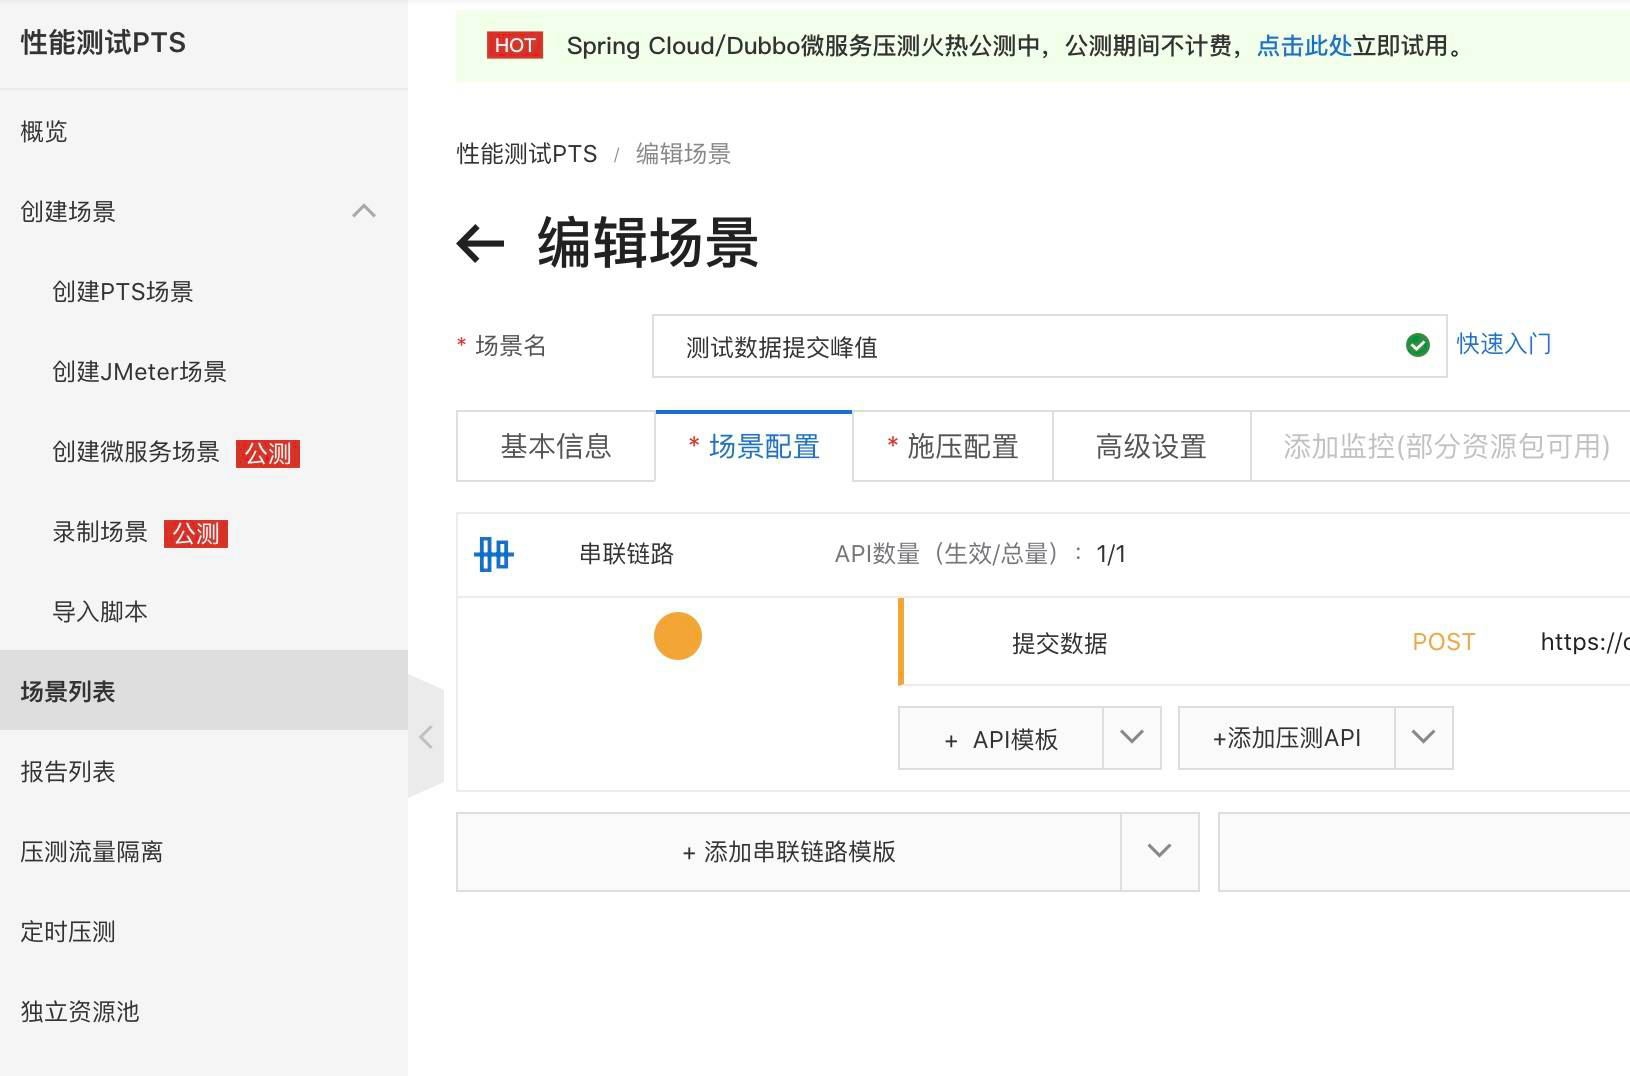 性能测试PTS
概览
创建场景
创建PTS场景
创建JMeter场景
创建微服务场景 公测
录制场景 公测
导入脚本
场景列表
报告列表
压测流量隔离
定时压测
独立资源池
HOT Spring Cloud/Dubbo微服务压测火热公测中，公测期间不计费，点击此处立即试用。
性能测试PTS / 编辑场景
编辑场景
* 场景名 测试数据提交峰值 快速入门
基本信息 * 场景配置 * 施压配置 高级设置 添加监控(部分资源包可用)
串联链路 API数量（生效/总量）： 1/1
提交数据 POST https://c
+ API模板 +添加压测API
+ 添加串联链路模版